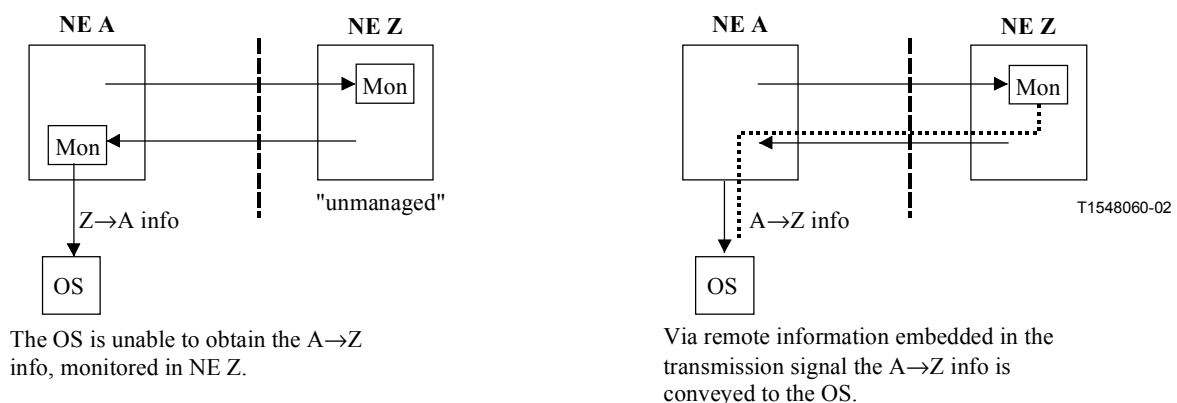 NE A
NE Z
Mon
Mon
"unmanaged"
Z→A info
OS
The OS is unable to obtain the A→Z
info, monitored in NE Z.
NE A
NE Z
Mon
T1548060-02
A→Z info
OS
Via remote information embedded in the
transmission signal the A→Z info is
conveyed to the OS.